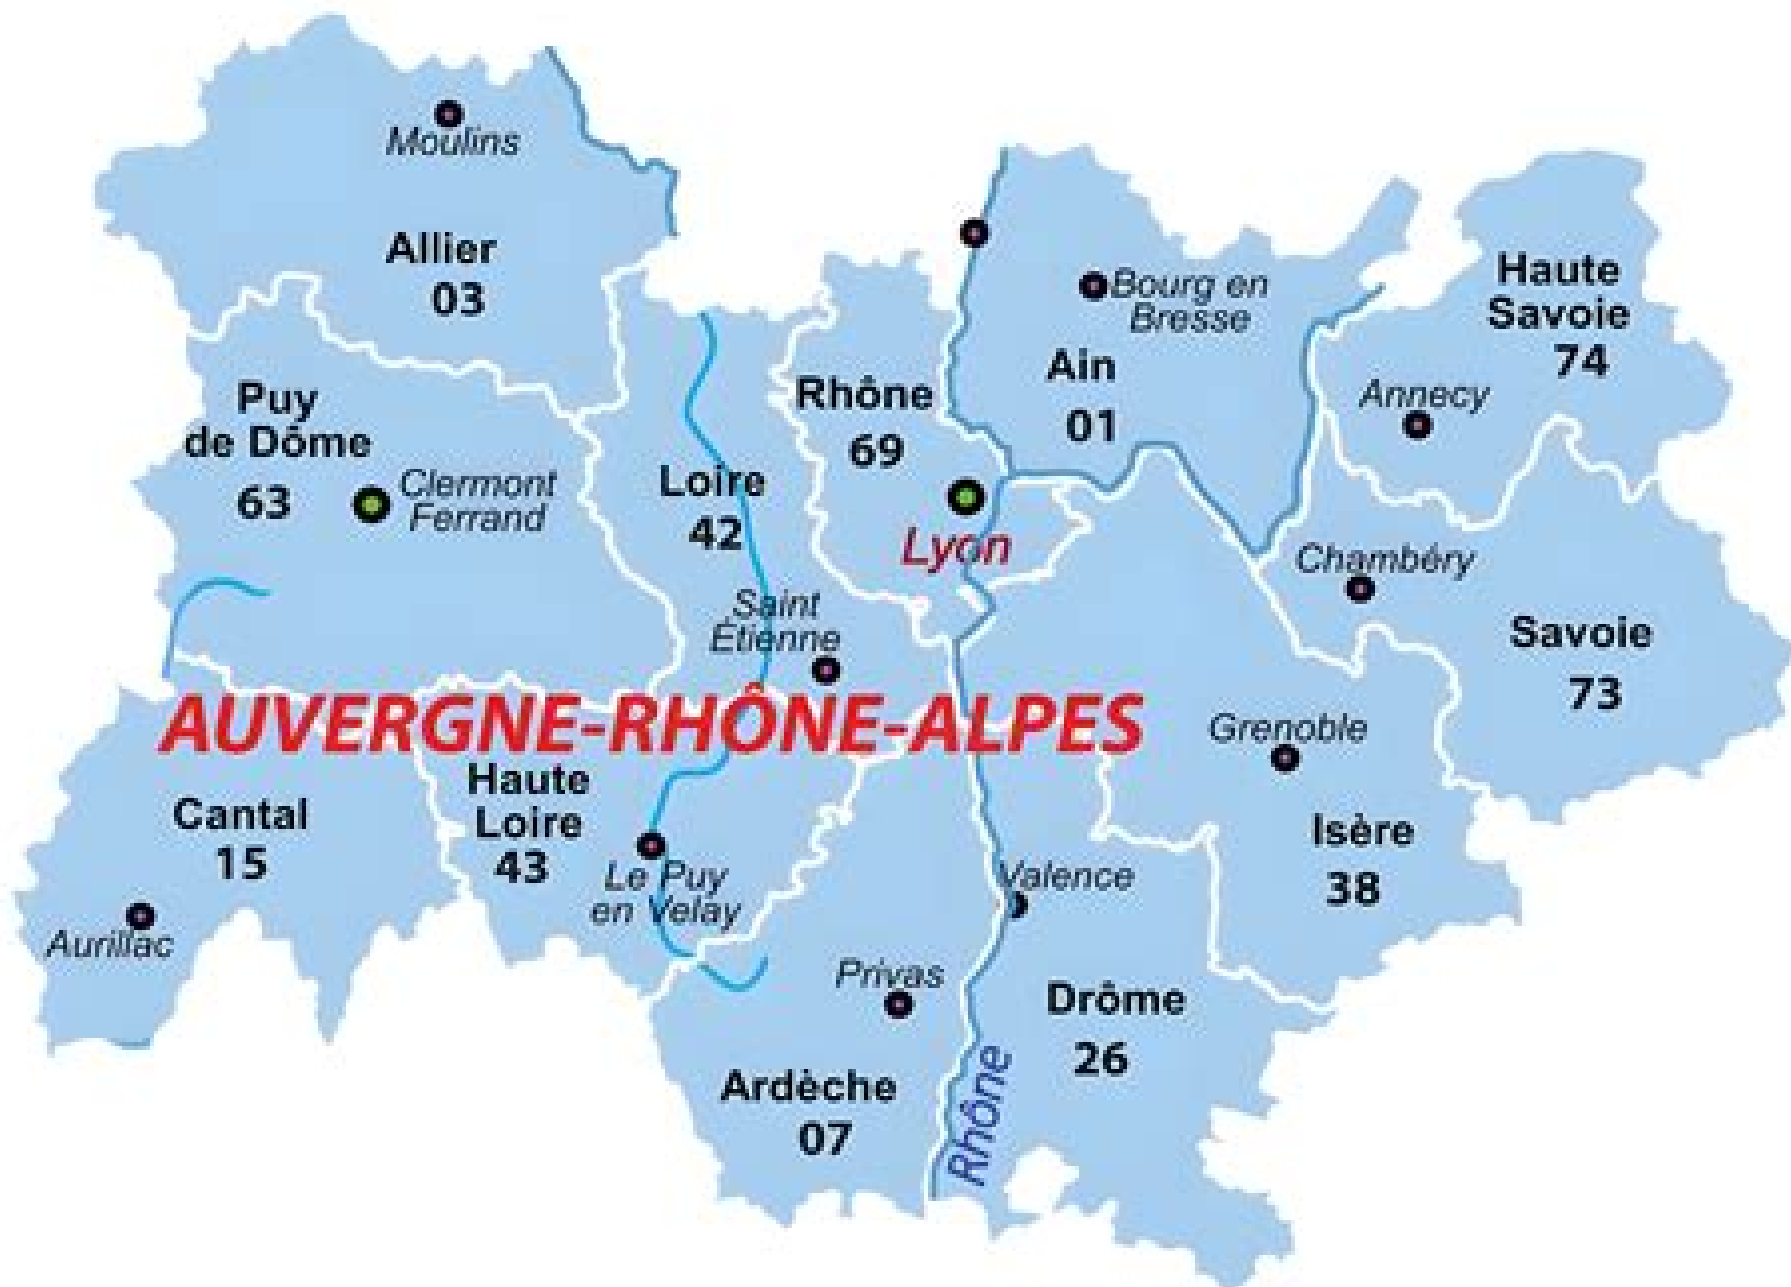 Moulins
Allier
03
Bourg en
Bresse
Ain
01
Haute
Savoie
74
Annecy
Puy
de Dôme
63
Clermont
Ferrand
Rhône
69
Loire
42
Lyon
Saint
Étienne
Chambéry
Savoie
73
AUVERGNE-RHÔNE-ALPES
Grenoble
Isère
38
Cantal
15
Aurillac
Haute
Loire
43
Le Puy
en Velay
Valence
Privas
Drôme
26
Ardèche
07
Rhône